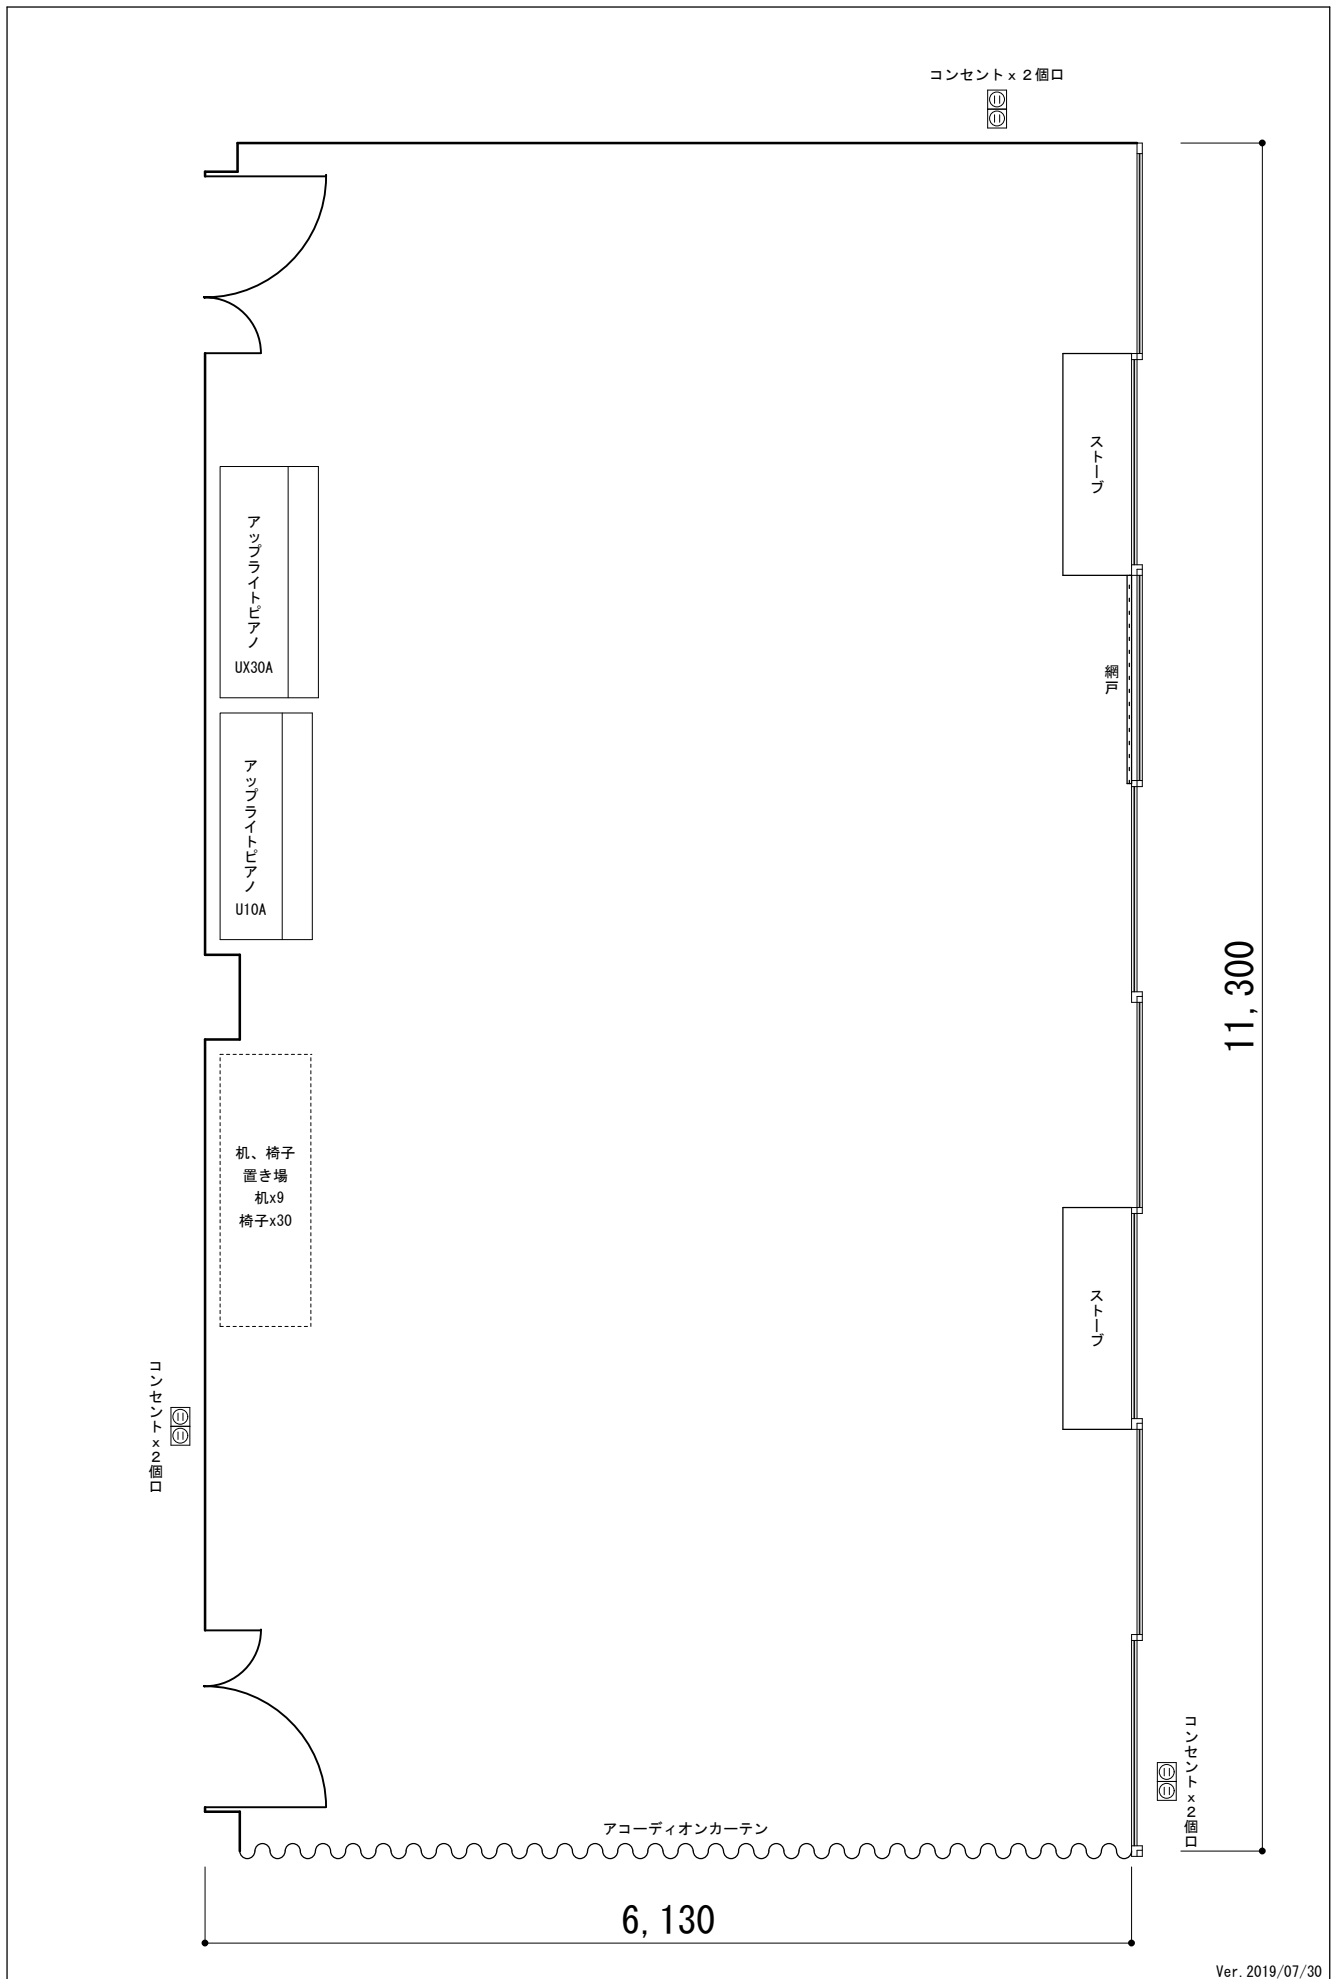 コンセントx２個口
ストーブ
アップライトピアノ
UX30A
網戸
アップライトピアノ
U10A
11,300
机、椅子
置き場
机x9
椅子x30
ストーブ
コンセントx２個口
コンセントx２個口
アコーディオンカーテン
6,130
Ver.2019/07/30